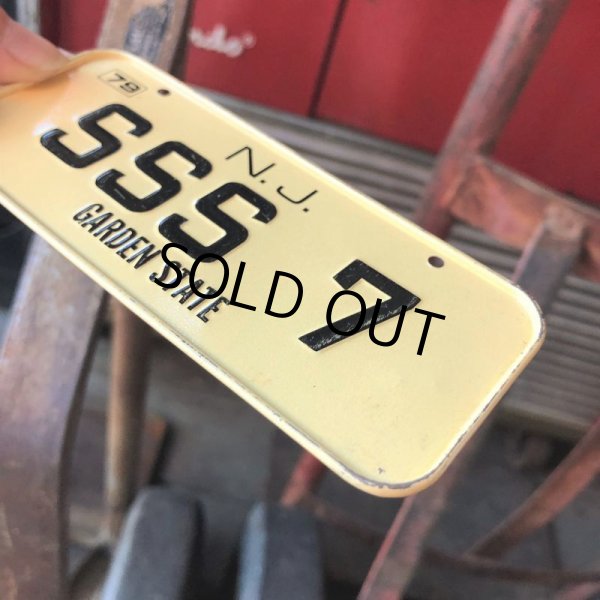 79
N.J.
SSS 7
GARDEN STATE
SOLD OUT